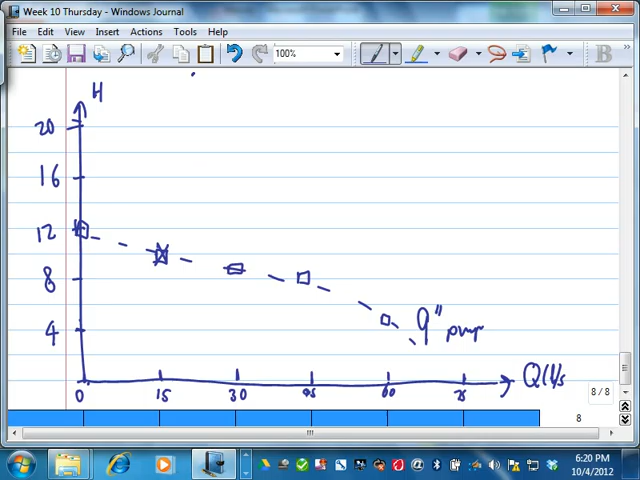 Week 10 Thursday - Windows Journal
File Edit View Insert Actions Tools Help
100%
B
H
20
16
12
8
4
9" pump
0 15 30 45 60 75
Q(l/s
8 / 8
8
6:20 PM
10/4/2012